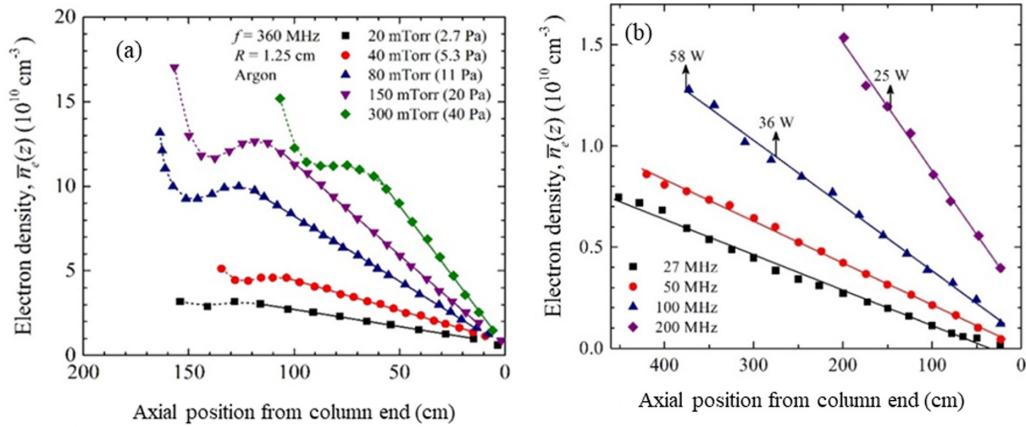 (a)
f = 360 MHz
R = 1.25 cm
Argon
20 mTorr (2.7 Pa)
40 mTorr (5.3 Pa)
80 mTorr (11 Pa)
150 mTorr (20 Pa)
300 mTorr (40 Pa)
Electron density, n̅e(z) (10¹⁰ cm⁻³)
20
15
10
5
0
200
150
100
50
0
Axial position from column end (cm)
(b)
58 W
36 W
25 W
27 MHz
50 MHz
100 MHz
200 MHz
Electron density, n̅e(z) (10¹⁰ cm⁻³)
1.5
1.0
0.5
0.0
400
300
200
100
0
Axial position from column end (cm)